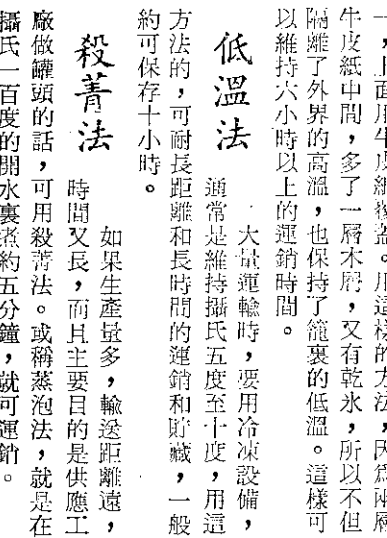 ，上面用牛皮紙覆蓋。用這樣的方法，因爲兩層
牛皮紙中間，多了一層木屑，又有乾氷，所以不但
隔離了外界的高溫，也保持了籠裏的低溫。這樣可
以維持六小時以上的運銷時間。
低溫法
大量運輸時，要用冷凍設備，
通常是維持攝氏五度至十度，用這
方法的，可耐長距離和長時間的運銷和貯藏，一般
約可保存十小時。
殺菁法
如果生產量多，輸送距離遠，
時間又長，而且主要目的是供應工
廠做罐頭的話，可用殺菁法。或稱蒸泡法，就是在
攝氏一百度的開水裏煮約五分鐘，就可運銷。